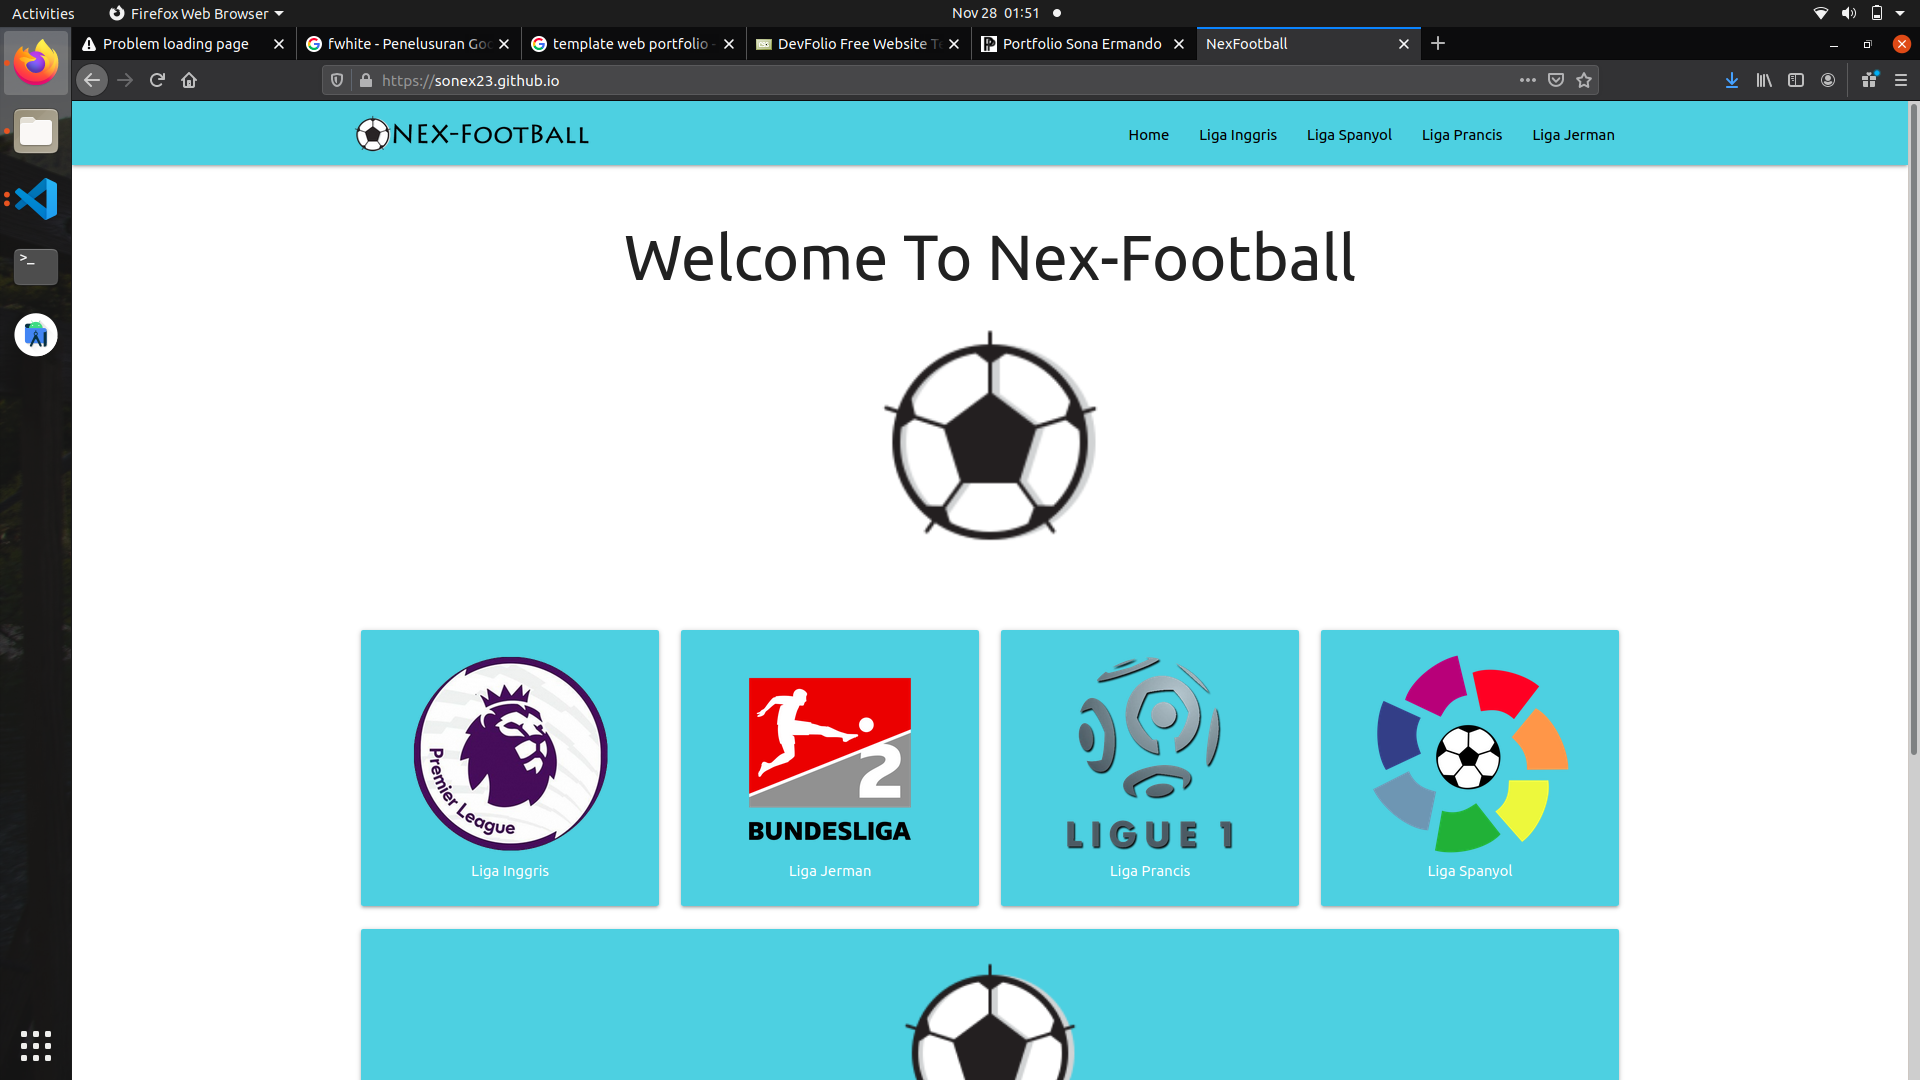 Activities
Firefox Web Browser
Nov 28 01:51
Problem loading page
fwhite - Penelusuran Goo
template web portfolio -
DevFolio Free Website Te
Portfolio Sona Ermando
NexFootball
https://sonex23.github.io
NEX-FOOTBALL
Home
Liga Inggris
Liga Spanyol
Liga Prancis
Liga Jerman
Welcome To Nex-Football
Premier League
2
BUNDESLIGA
LIGUE 1
Liga Inggris
Liga Jerman
Liga Prancis
Liga Spanyol